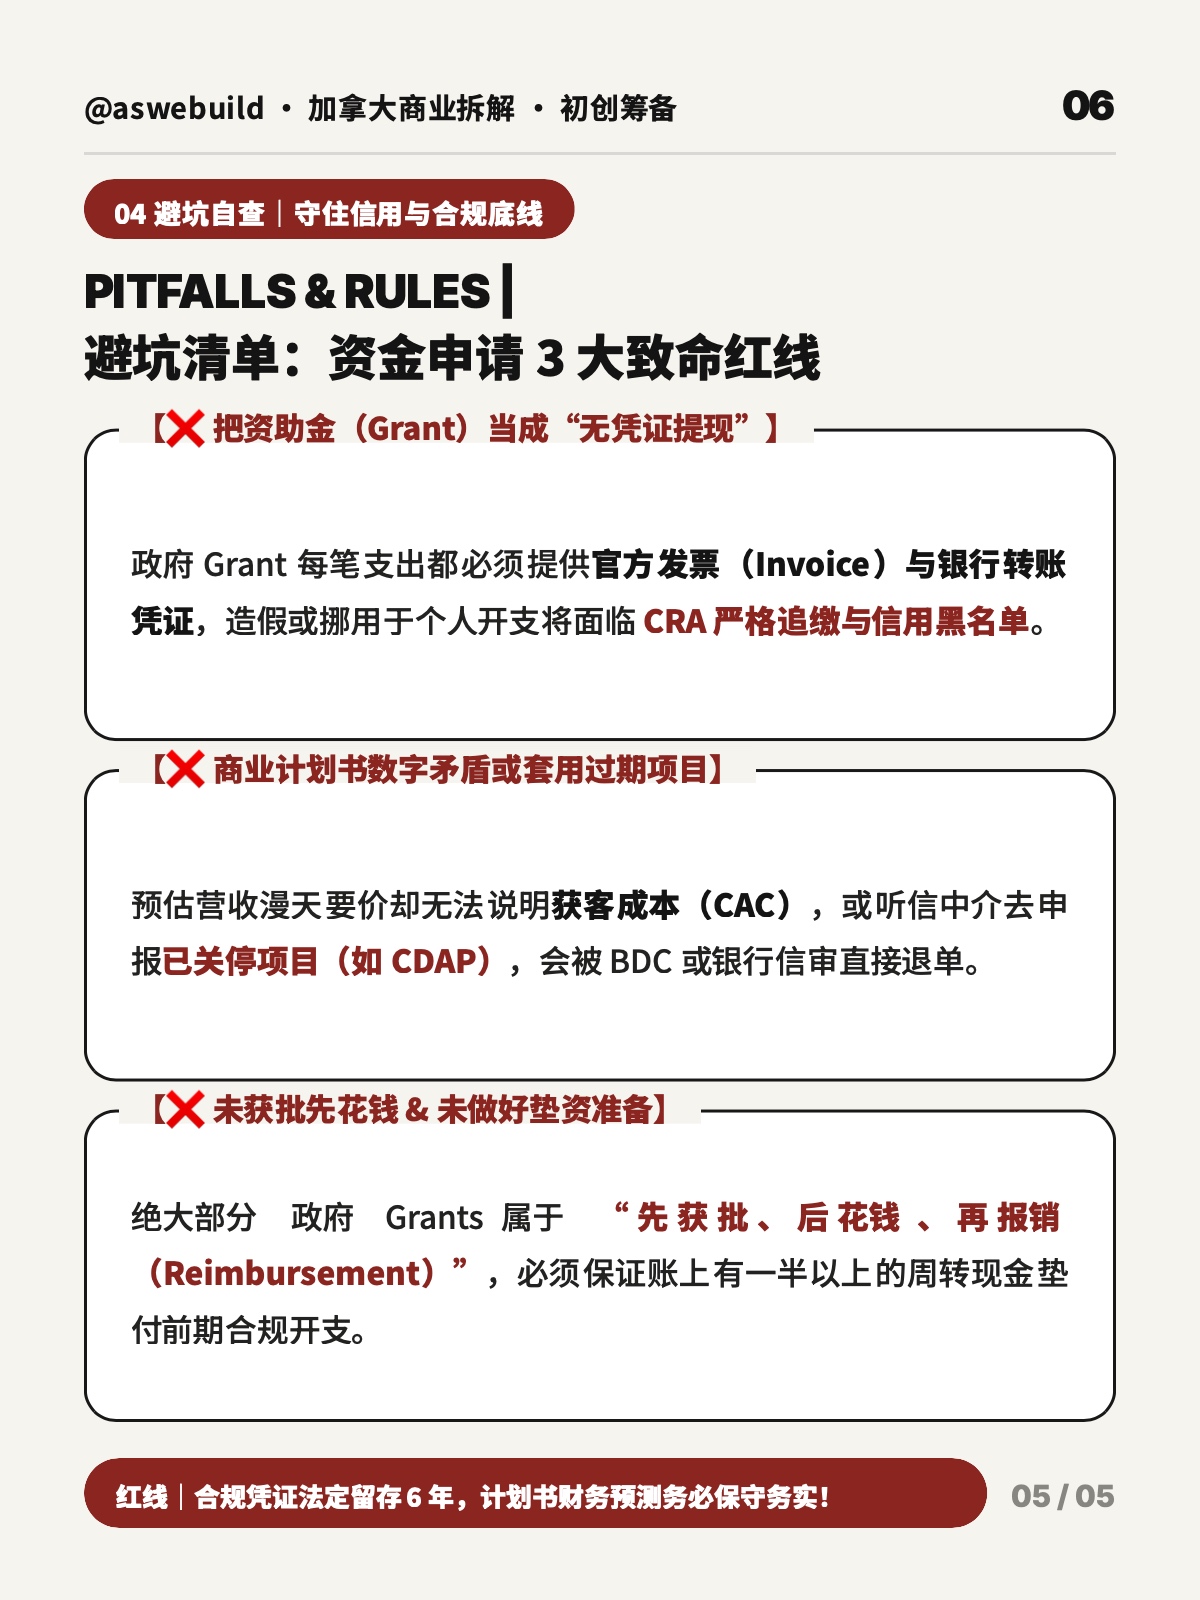 @aswebuild • 加拿大商业拆解 • 初创筹备
06
04 避坑自查｜守住信用与合规底线
PITFALLS & RULES |
避坑清单：资金申请 3 大致命红线
【❌ 把资助金（Grant）当成“无凭证提现”】
政府 Grant 每笔支出都必须提供官方发票（Invoice）与银行转账
凭证，造假或挪用于个人开支将面临 CRA 严格追缴与信用黑名单。
【❌ 商业计划书数字矛盾或套用过期项目】
预估营收漫天要价却无法说明获客成本（CAC），或听信中介去申
报已关停项目（如 CDAP），会被 BDC 或银行信审直接退单。
【❌ 未获批先花钱 & 未做好垫资准备】
绝大部分 政府 Grants 属于 “先获批、后花钱、再报销
（Reimbursement）”，必须保证账上有一半以上的周转现金垫
付前期合规开支。
红线｜合规凭证法定留存 6 年，计划书财务预测务必保守务实！
05 / 05